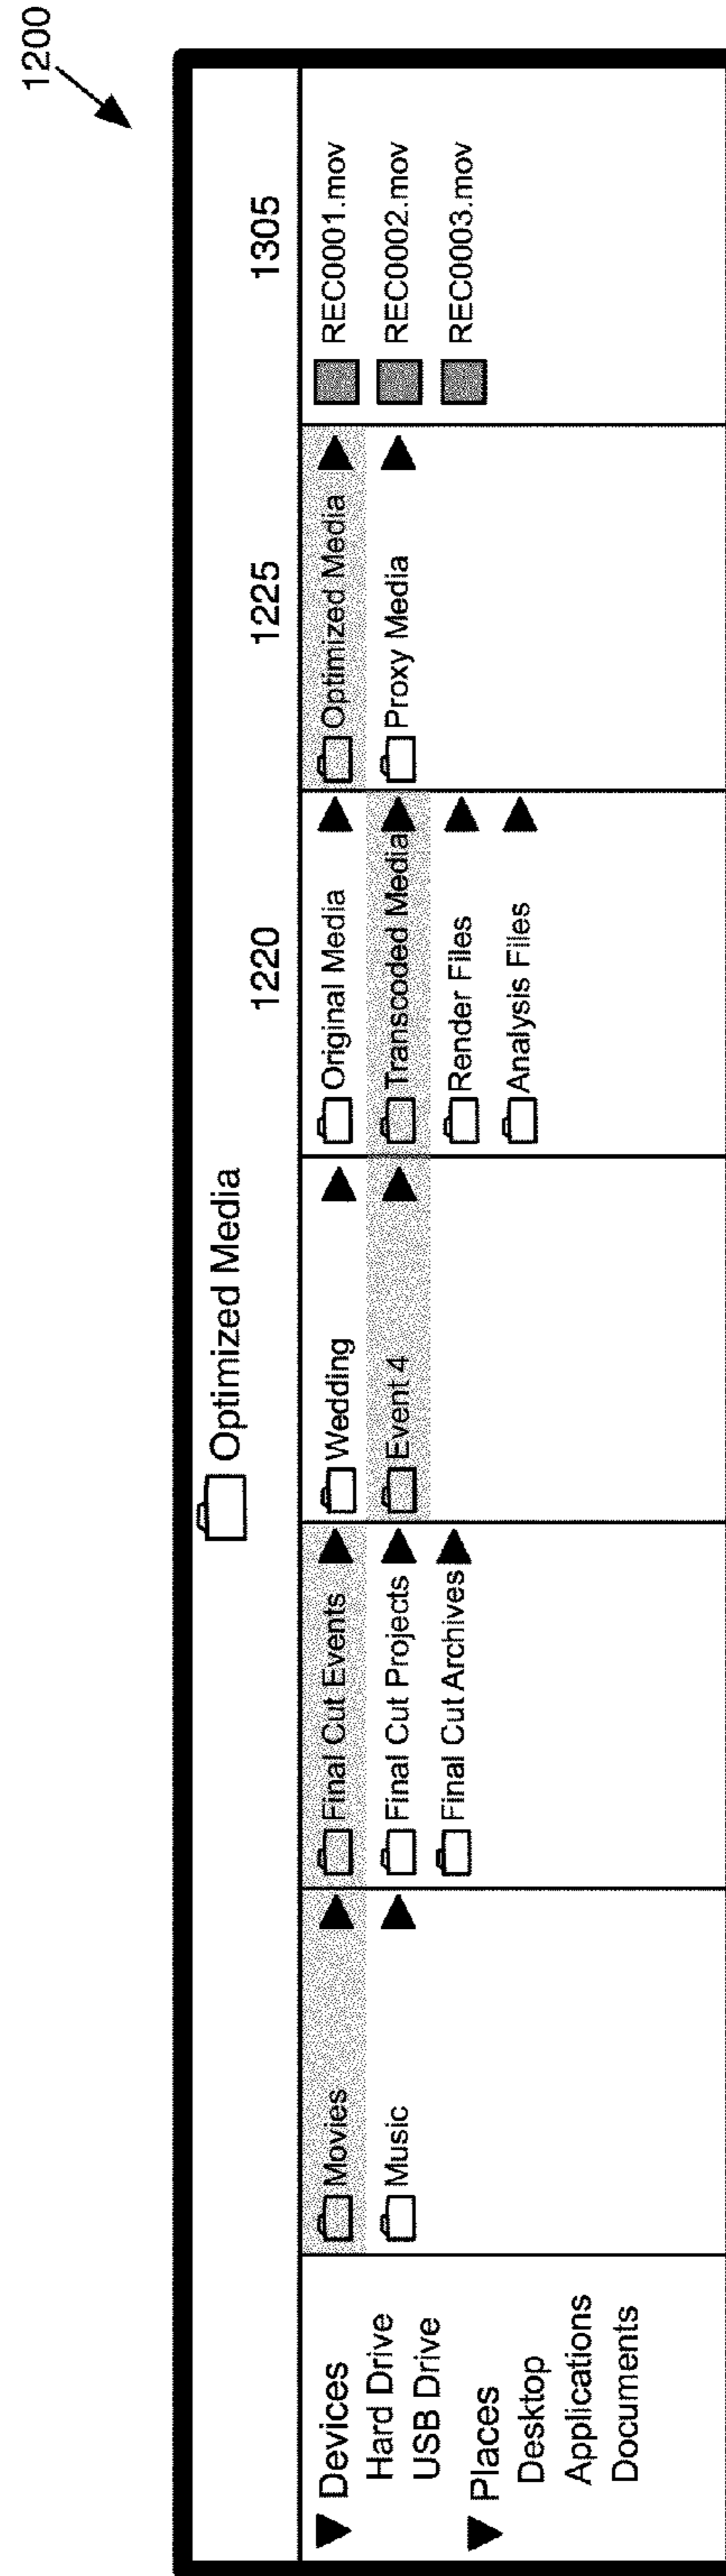 1200
Optimized Media
1220
1225
1305
Devices
Hard Drive
USB Drive
Places
Desktop
Applications
Documents
Movies
Music
Final Cut Events
Final Cut Projects
Final Cut Archives
Wedding
Event 4
Original Media
Transcoded Media
Render Files
Analysis Files
Optimized Media
Proxy Media
REC0001.mov
REC0002.mov
REC0003.mov